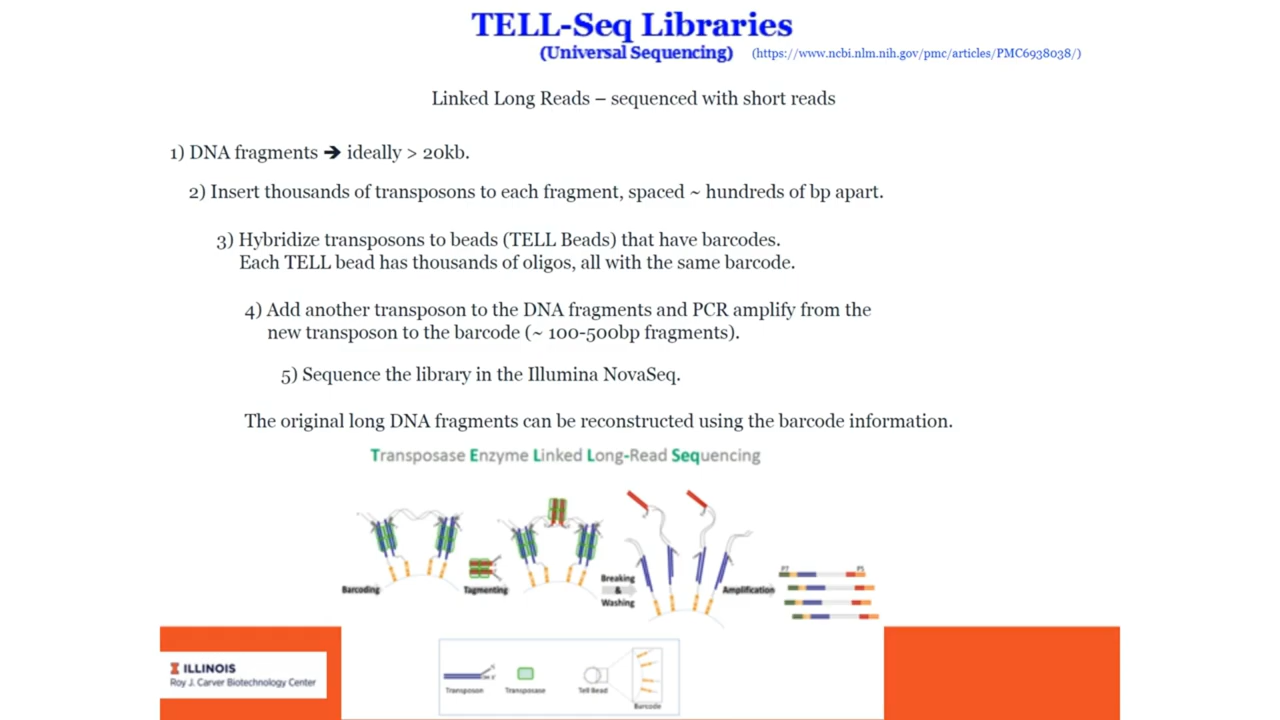 TELL-Seq Libraries
(Universal Sequencing) (https://www.ncbi.nlm.nih.gov/pmc/articles/PMC6938038/)
Linked Long Reads – sequenced with short reads
1) DNA fragments ➔ ideally > 20kb.
2) Insert thousands of transposons to each fragment, spaced ~ hundreds of bp apart.
3) Hybridize transposons to beads (TELL Beads) that have barcodes.
Each TELL bead has thousands of oligos, all with the same barcode.
4) Add another transposon to the DNA fragments and PCR amplify from the
new transposon to the barcode (~ 100-500bp fragments).
5) Sequence the library in the Illumina NovaSeq.
The original long DNA fragments can be reconstructed using the barcode information.
Transposase Enzyme Linked Long-Read Sequencing
P7 P5
Barcoding Tagmenting Breaking & Washing Amplification
ILLINOIS
Roy J. Carver Biotechnology Center
Transposon Transposase Tell Bead
Barcode